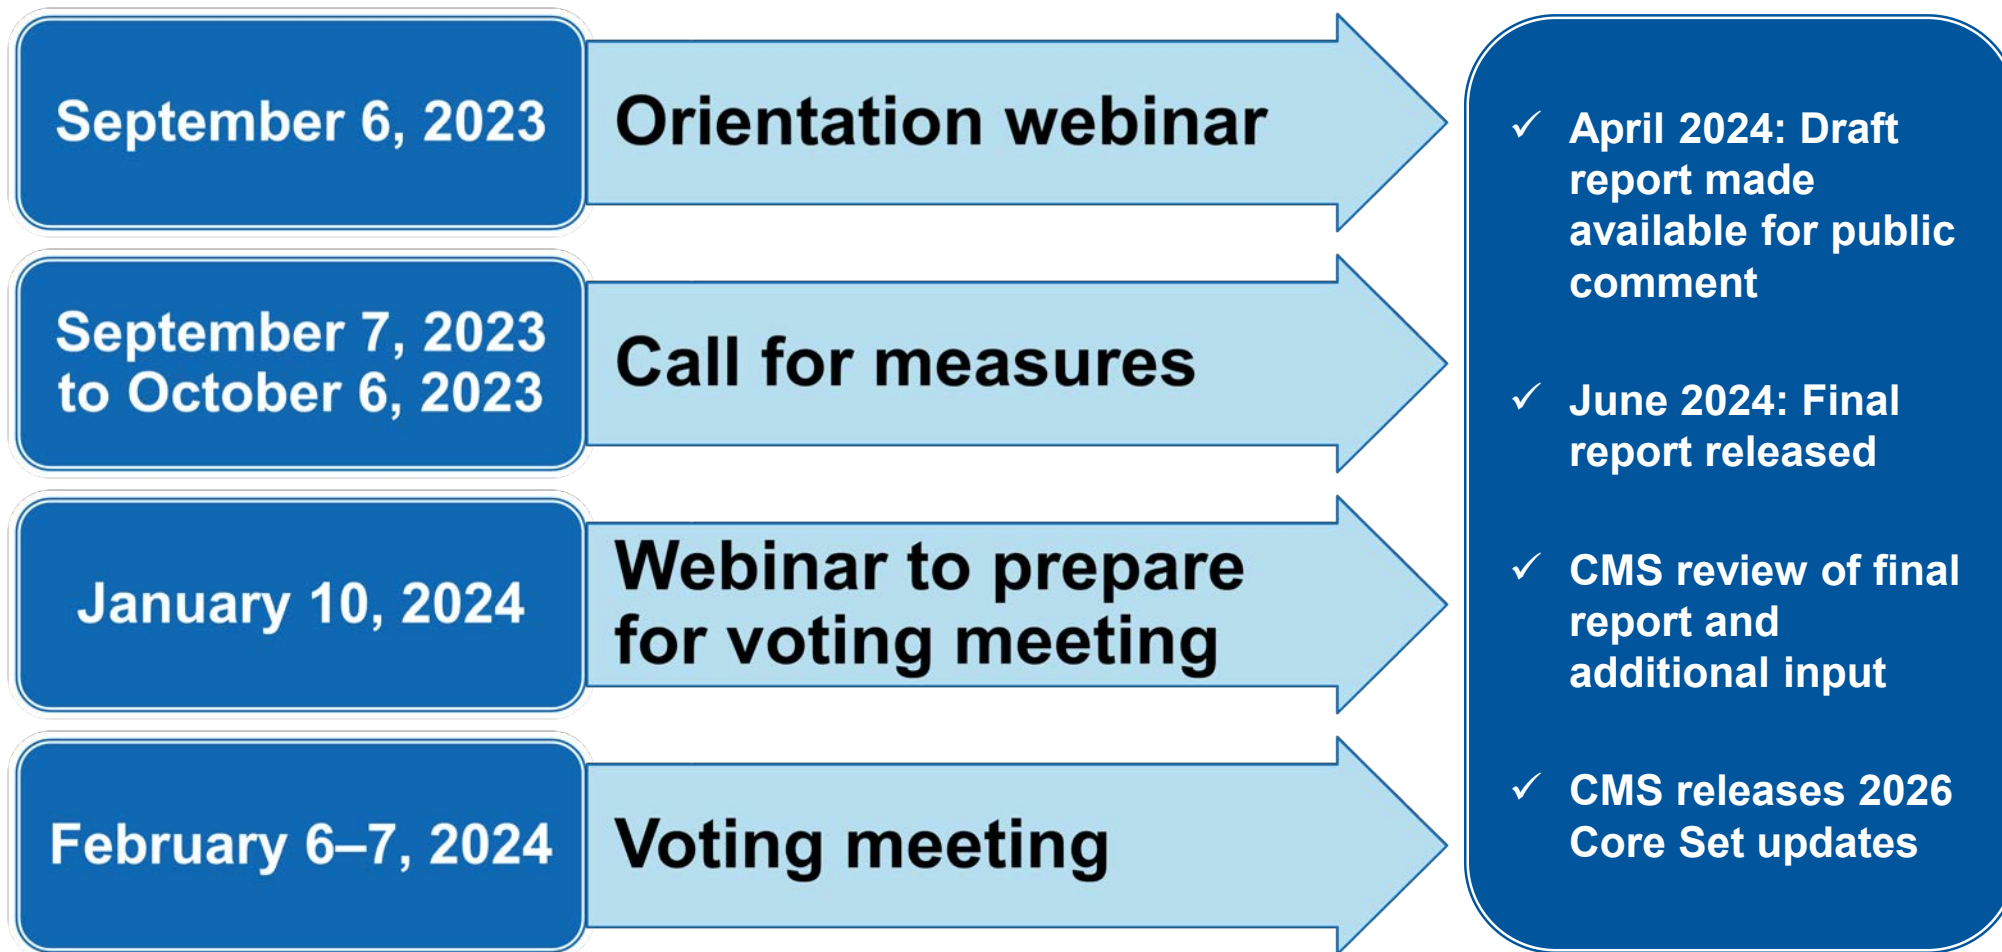 September 6, 2023
Orientation webinar
September 7, 2023
to October 6, 2023
Call for measures
January 10, 2024
Webinar to prepare
for voting meeting
February 6–7, 2024
Voting meeting
✓ April 2024: Draft
report made
available for public
comment
✓ June 2024: Final
report released
✓ CMS review of final
report and
additional input
✓ CMS releases 2026
Core Set updates